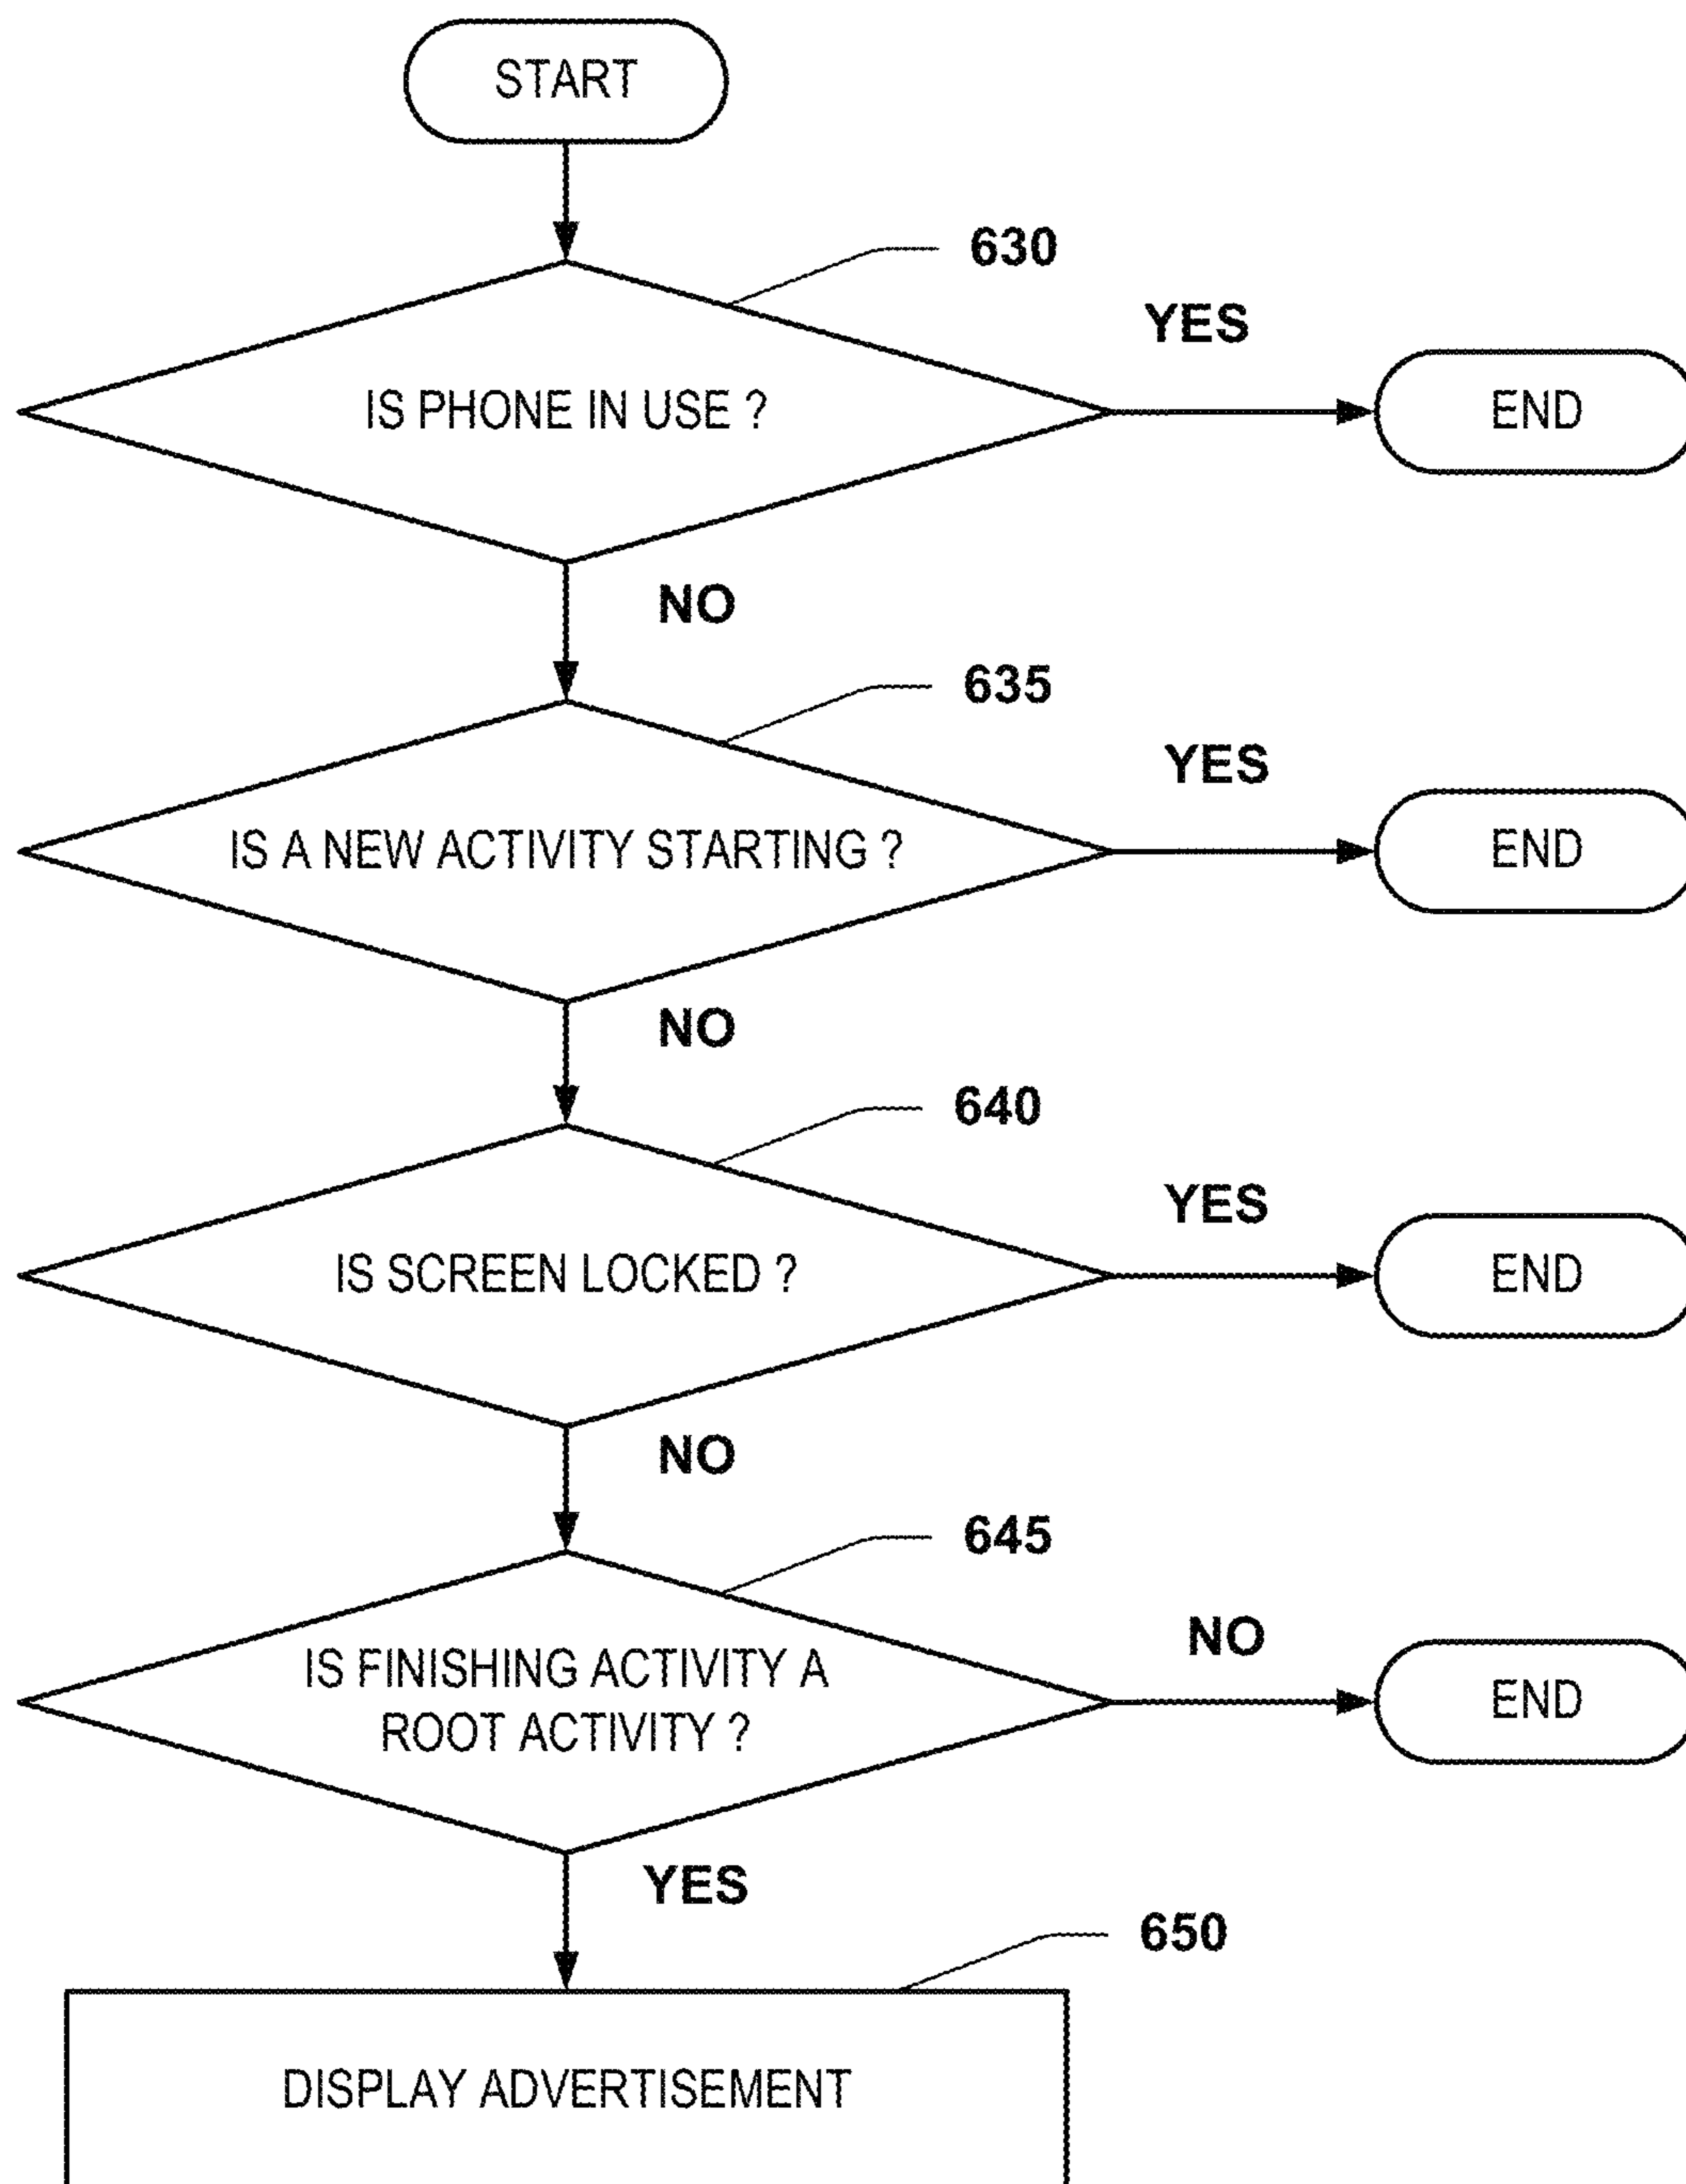 START
630
YES
IS PHONE IN USE ?
END
NO
635
YES
IS A NEW ACTIVITY STARTING ?
END
NO
640
YES
IS SCREEN LOCKED ?
END
NO
645
NO
IS FINISHING ACTIVITY A
ROOT ACTIVITY ?
END
YES
650
DISPLAY ADVERTISEMENT